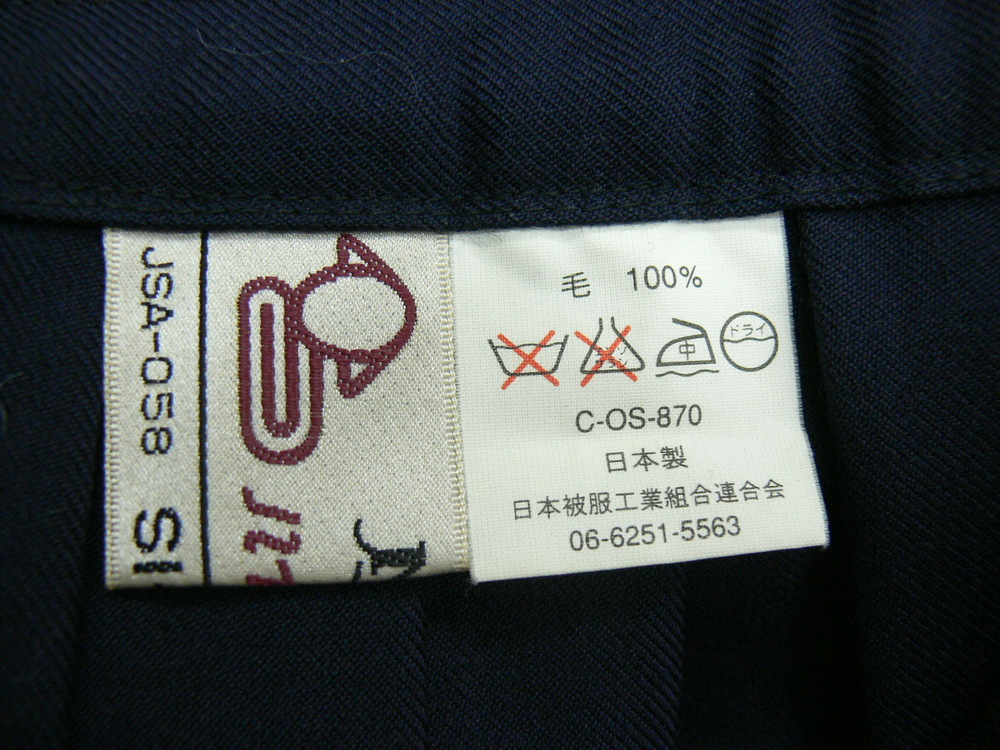 JSA-058
毛 100%
中
ドライ
C-OS-870
日本製
日本被服工業組合連合会
06-6251-5563